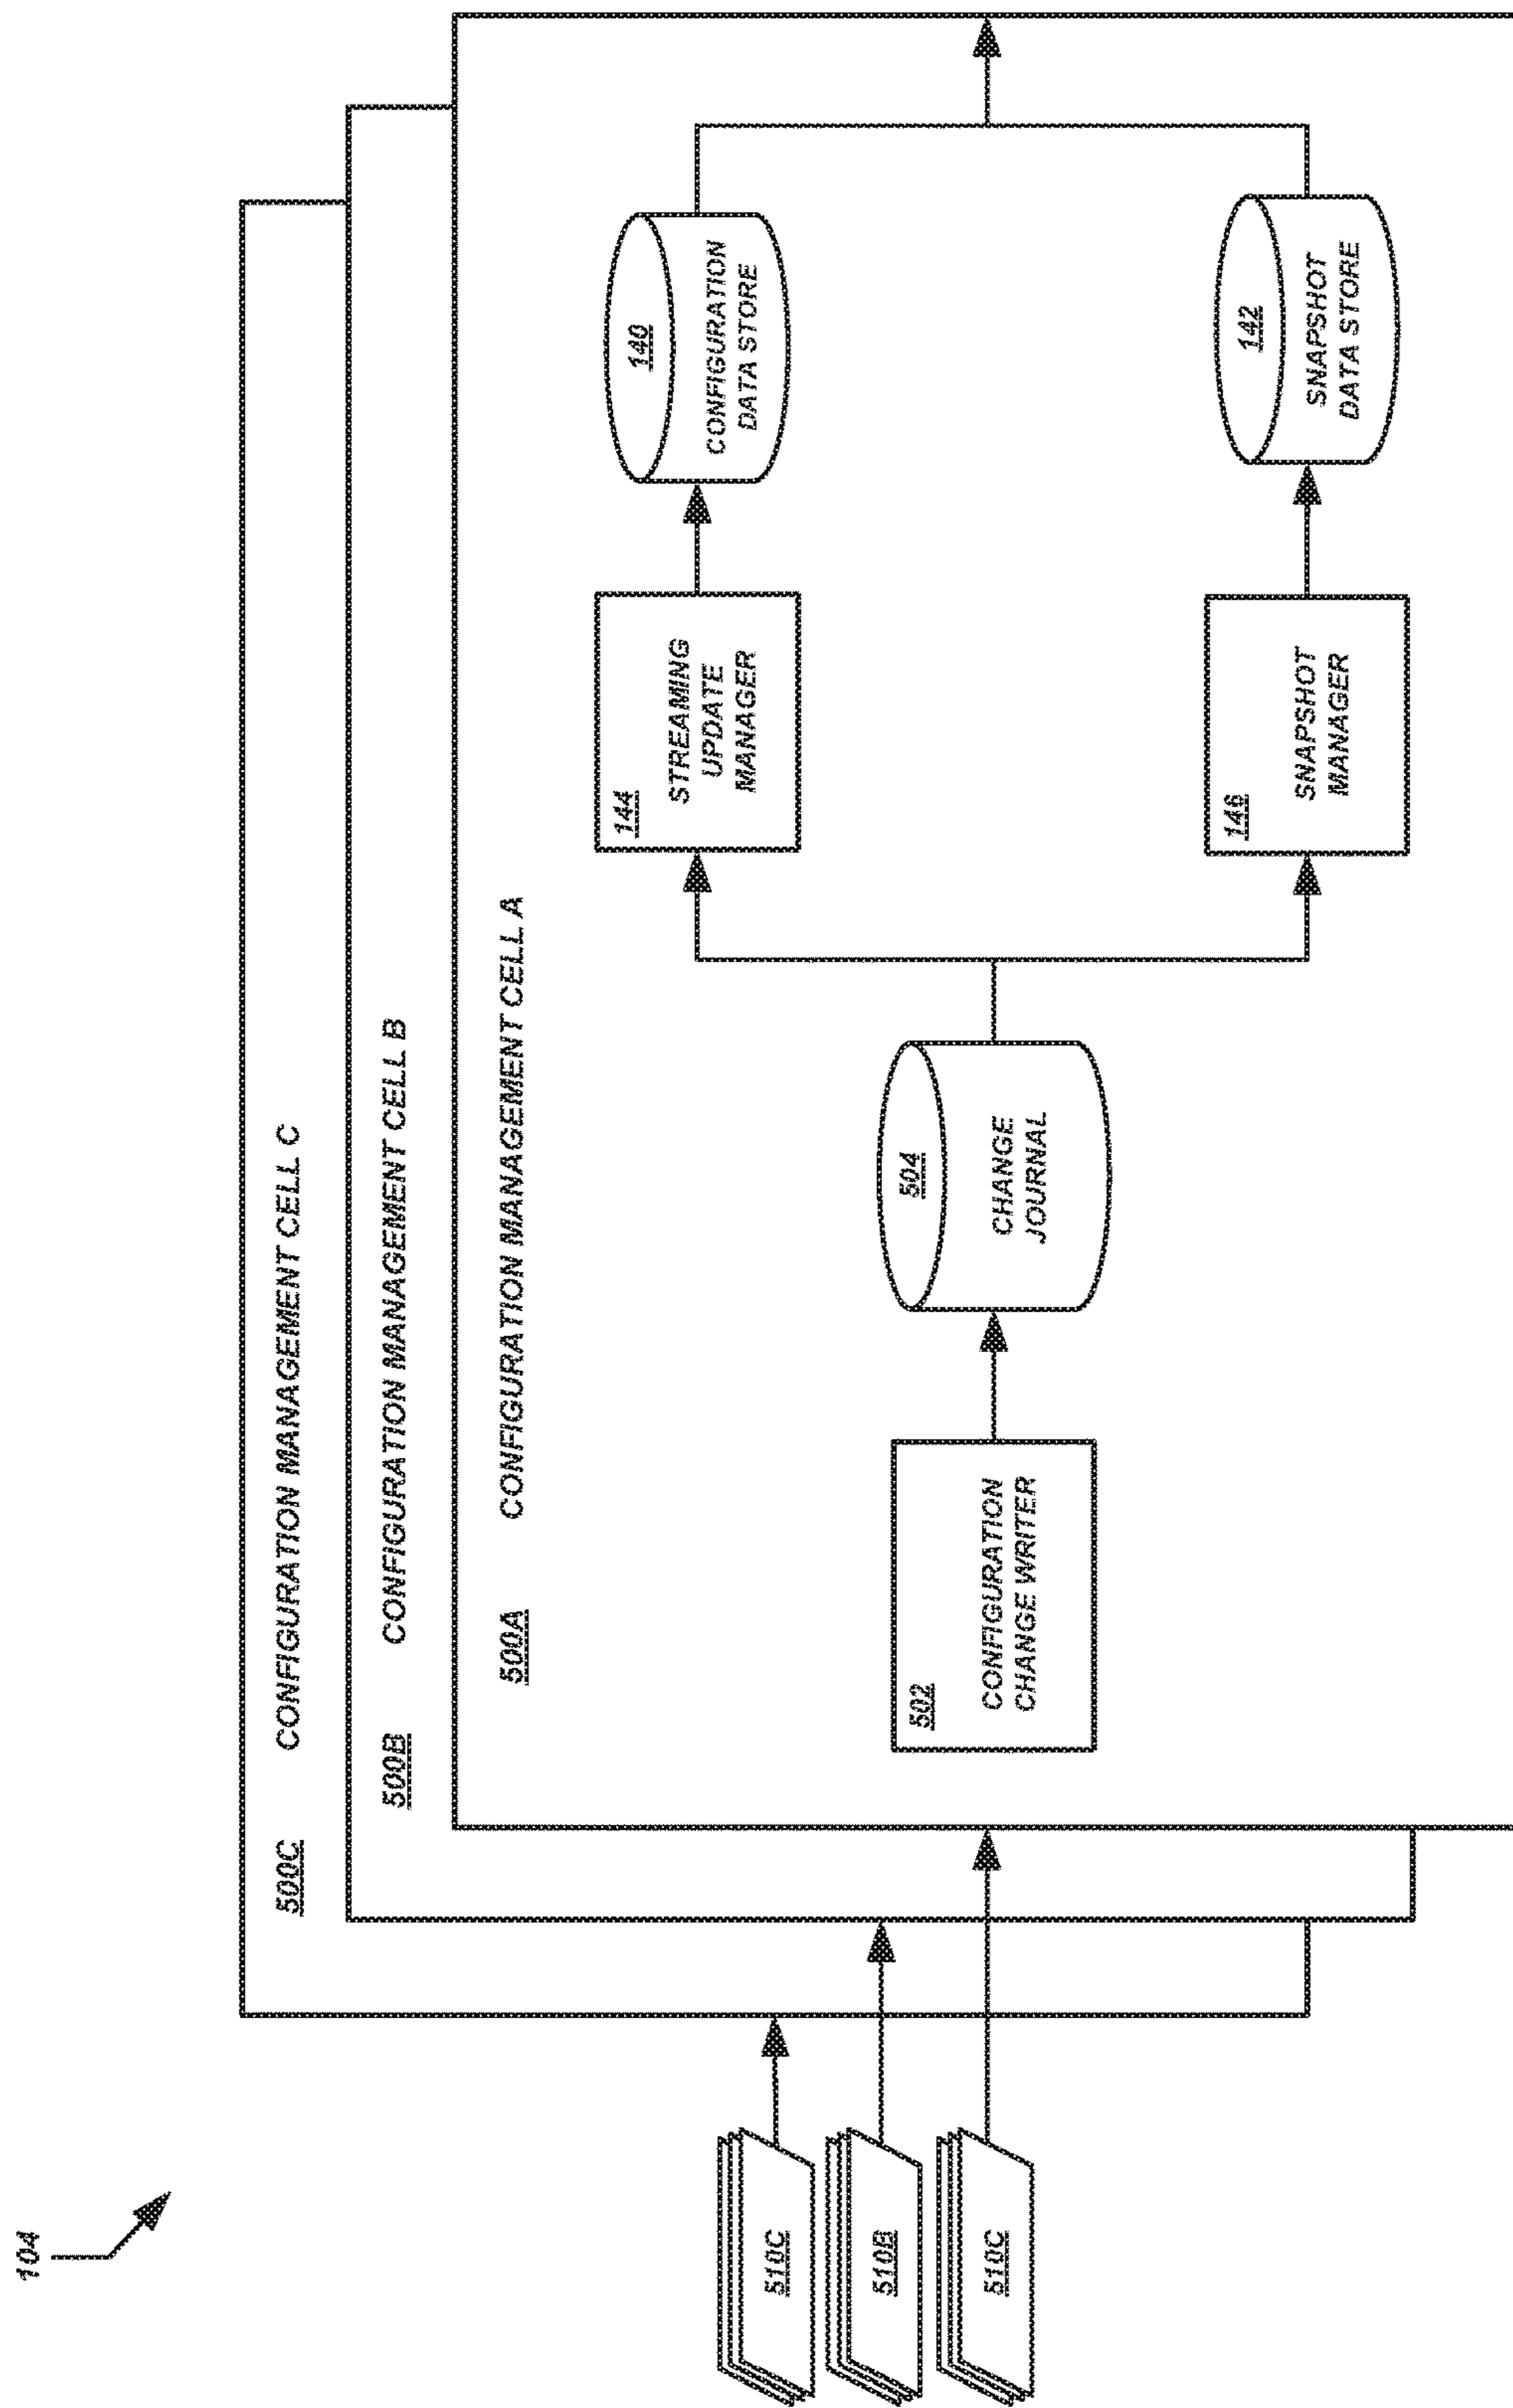 104
500C CONFIGURATION MANAGEMENT CELL C
500B CONFIGURATION MANAGEMENT CELL B
500A CONFIGURATION MANAGEMENT CELL A
144
STREAMING
UPDATE
MANAGER
140
CONFIGURATION
DATA STORE
510C
510B
510C
502
CONFIGURATION
CHANGE WRITER
504
CHANGE
JOURNAL
146
SNAPSHOT
MANAGER
142
SNAPSHOT
DATA STORE